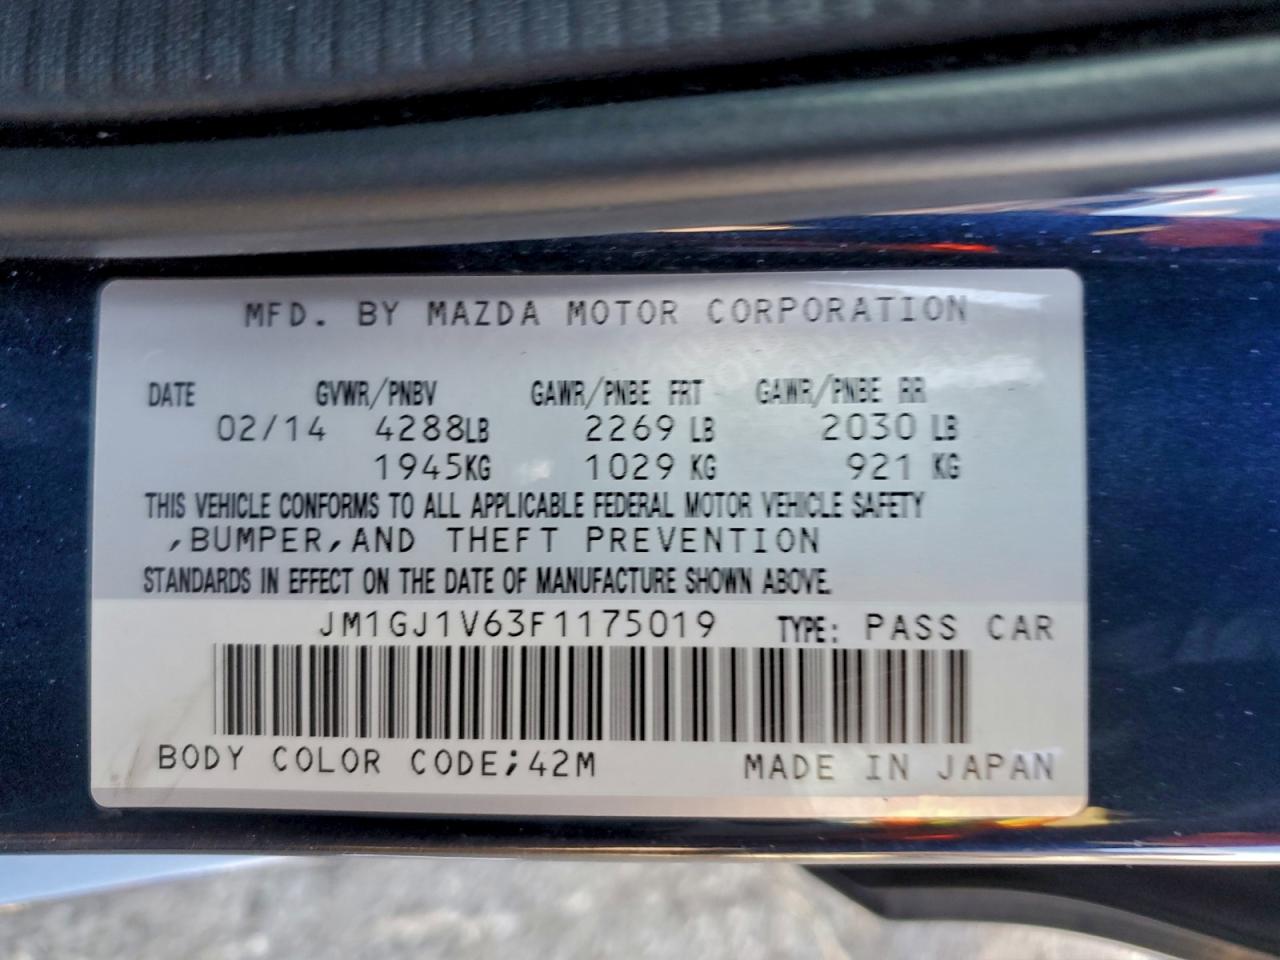 MFD. BY MAZDA MOTOR CORPORATION
DATE GVWR/PNBV GAWR/PNBE FRT GAWR/PNBE RR
02/14 4288LB 2269 LB 2030 LB
1945KG 1029 KG 921 KG
THIS VEHICLE CONFORMS TO ALL APPLICABLE FEDERAL MOTOR VEHICLE SAFETY
,BUMPER,AND THEFT PREVENTION
STANDARDS IN EFFECT ON THE DATE OF MANUFACTURE SHOWN ABOVE.
JM1GJ1V63F1175019 TYPE: PASS CAR
BODY COLOR CODE;42M MADE IN JAPAN